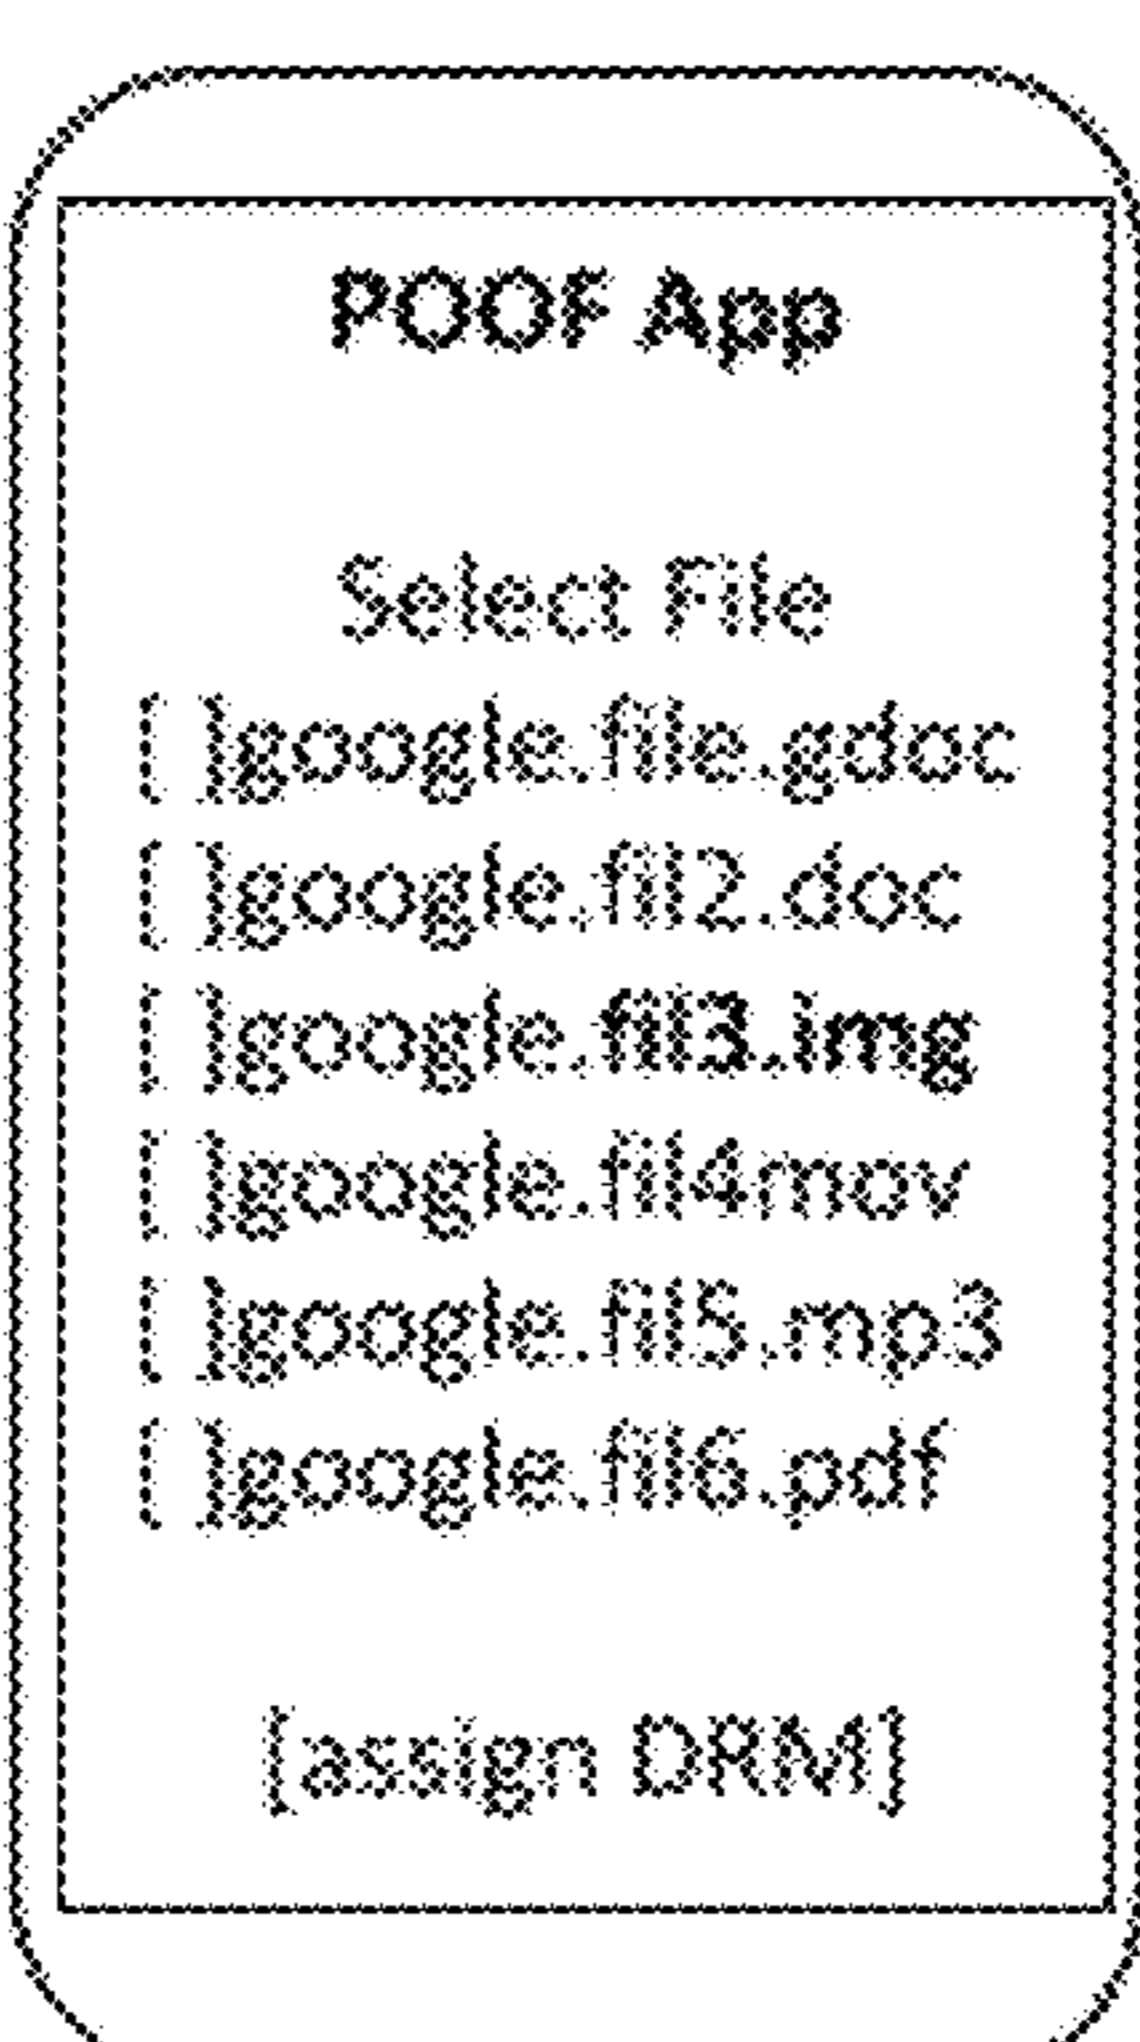 POOF App
Select File
[ ]google.file.gdoc
[ ]google.fil2.doc
[ ]google.fil3.img
[ ]google.fil4mov
[ ]google.fil5.mp3
[ ]google.fil6.pdf
[assign DRM]